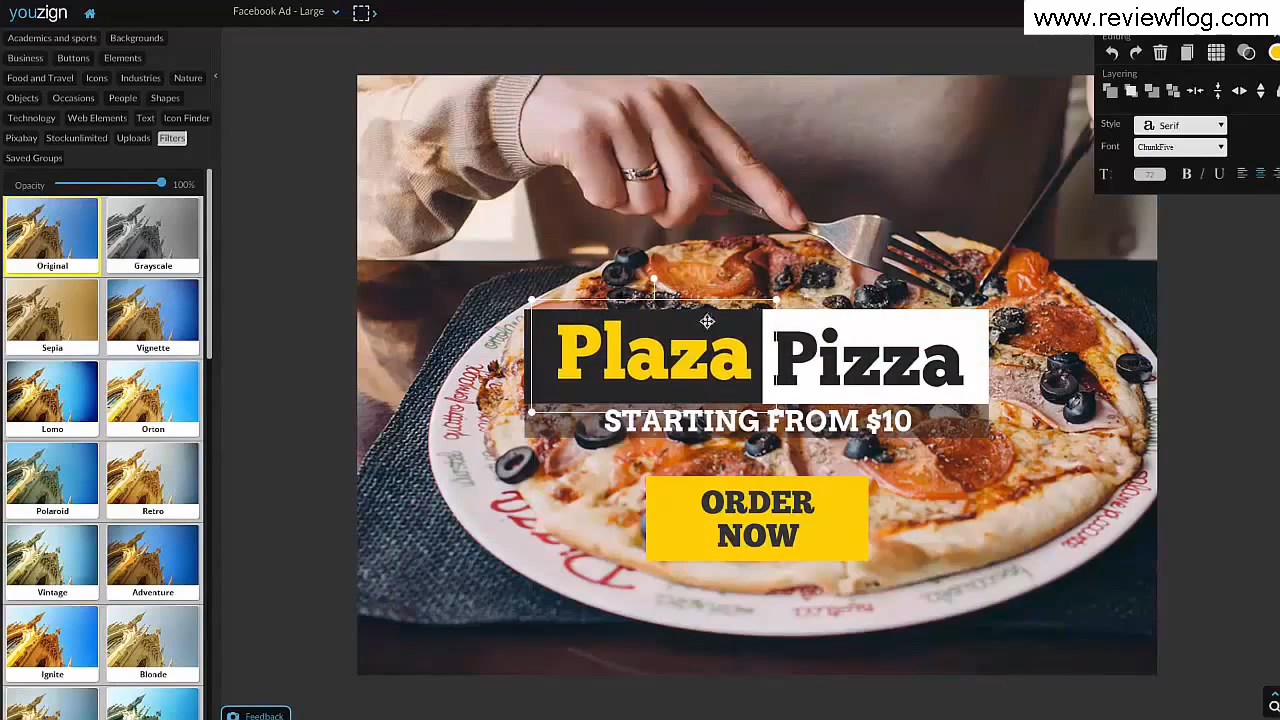 youzign
Facebook Ad - Large
www.reviewflog.com
Academics and sports Backgrounds
Business Buttons Elements
Food and Travel Icons Industries Nature
Objects Occasions People Shapes
Technology Web Elements Text Icon Finder
Pixabay Stockunlimited Uploads Filters
Saved Groups
Opacity 100%
Original Grayscale
Sepia Vignette
Lomo Orton
Polaroid Retro
Vintage Adventure
Ignite Blonde
Feedback
Editing
Layering
Style a Serif
Font ChunkFive
T 72 B I U
Plaza Pizza
STARTING FROM $10
ORDER
NOW
Pizza